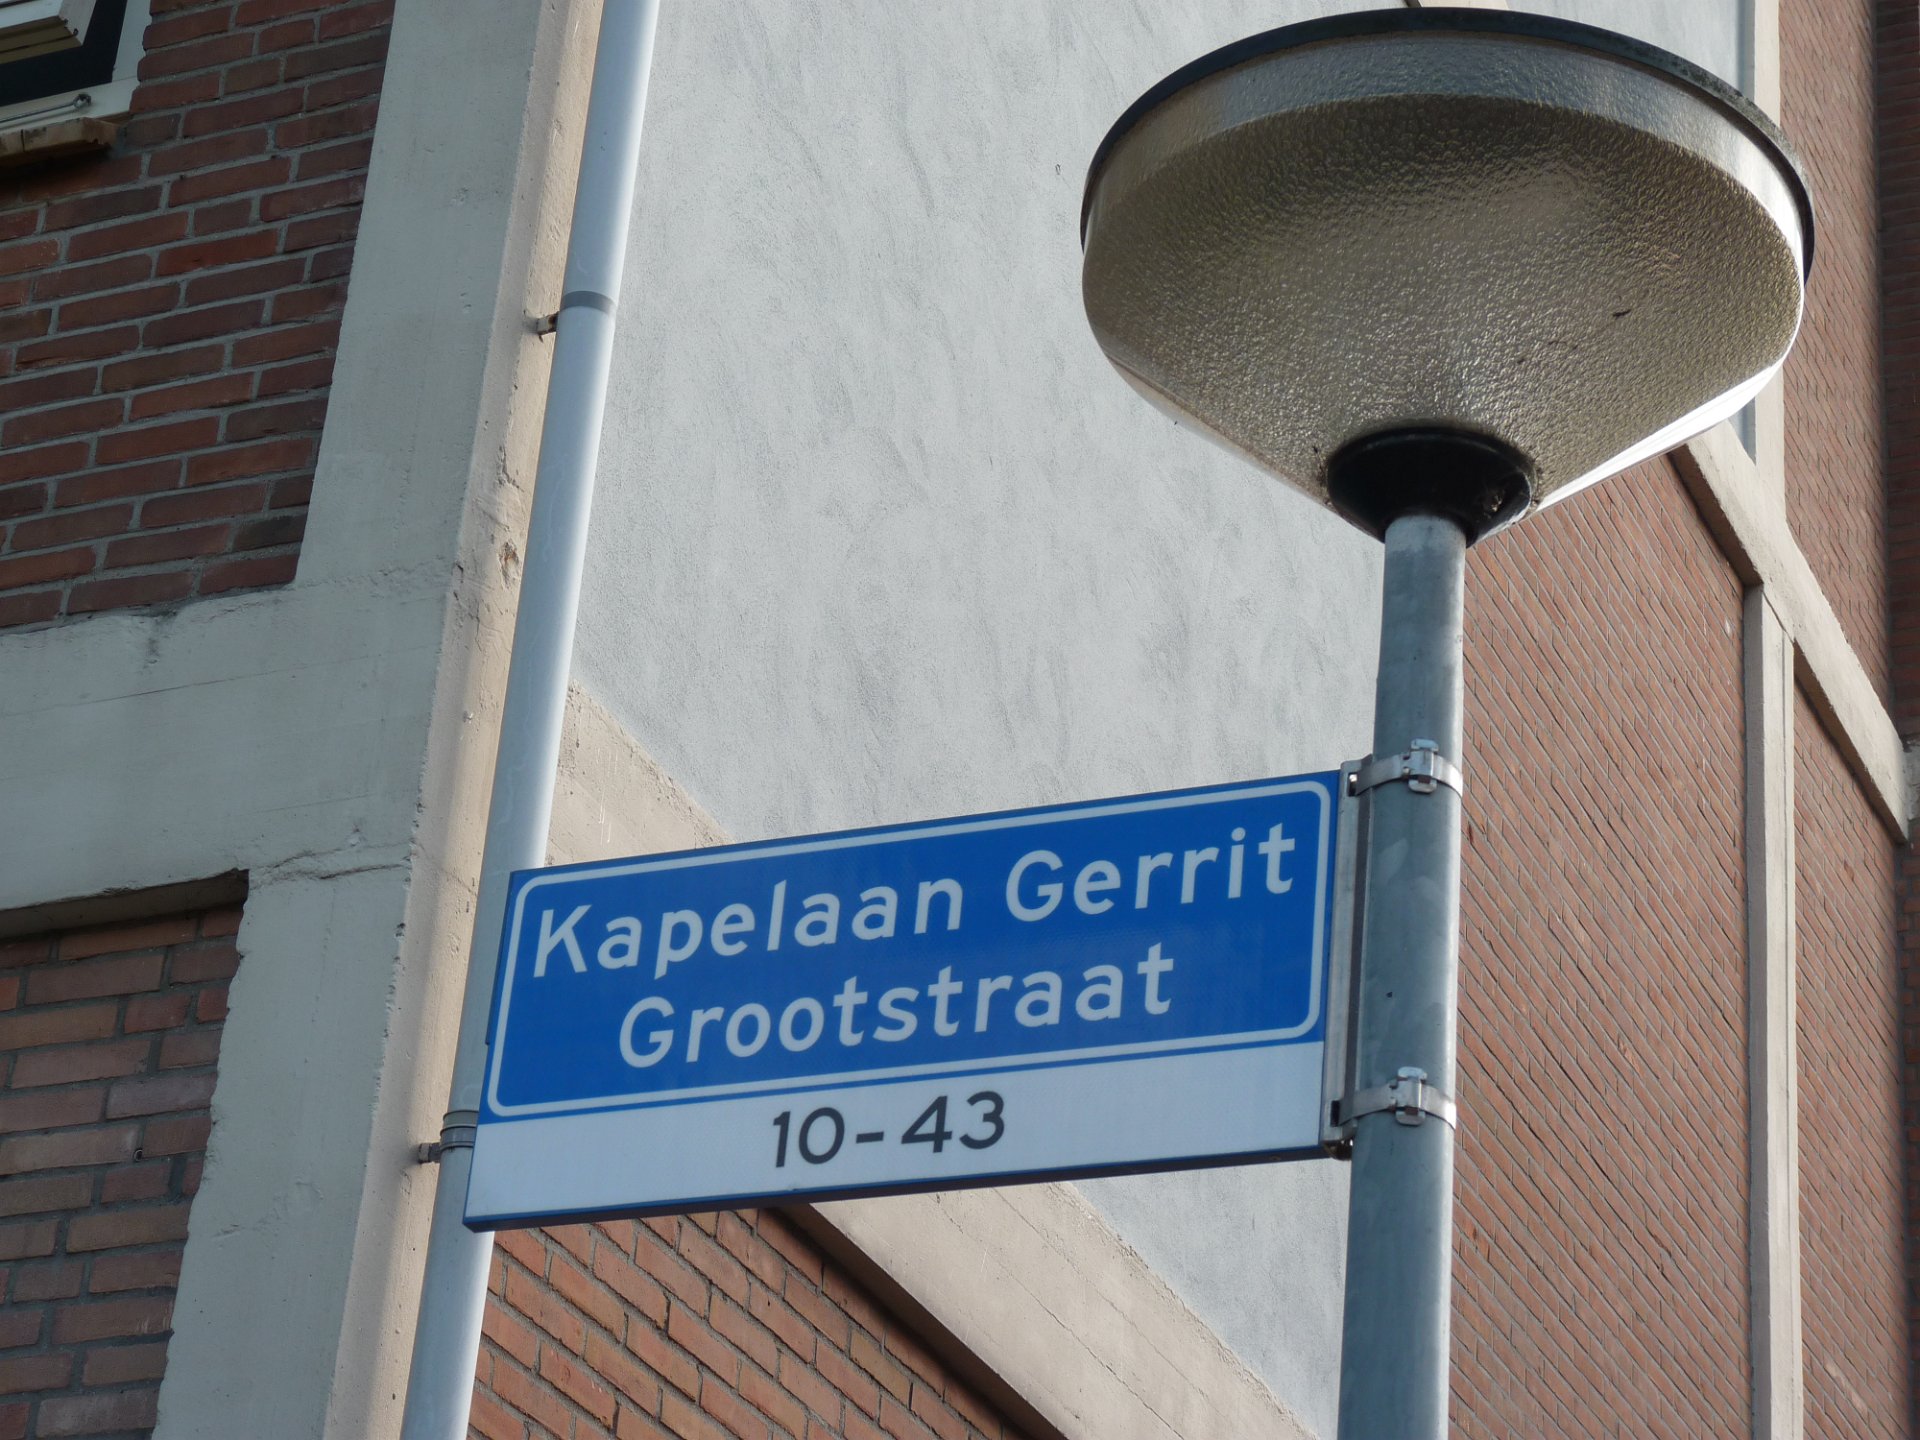 Kapelaan Gerrit
Grootstraat
10-43